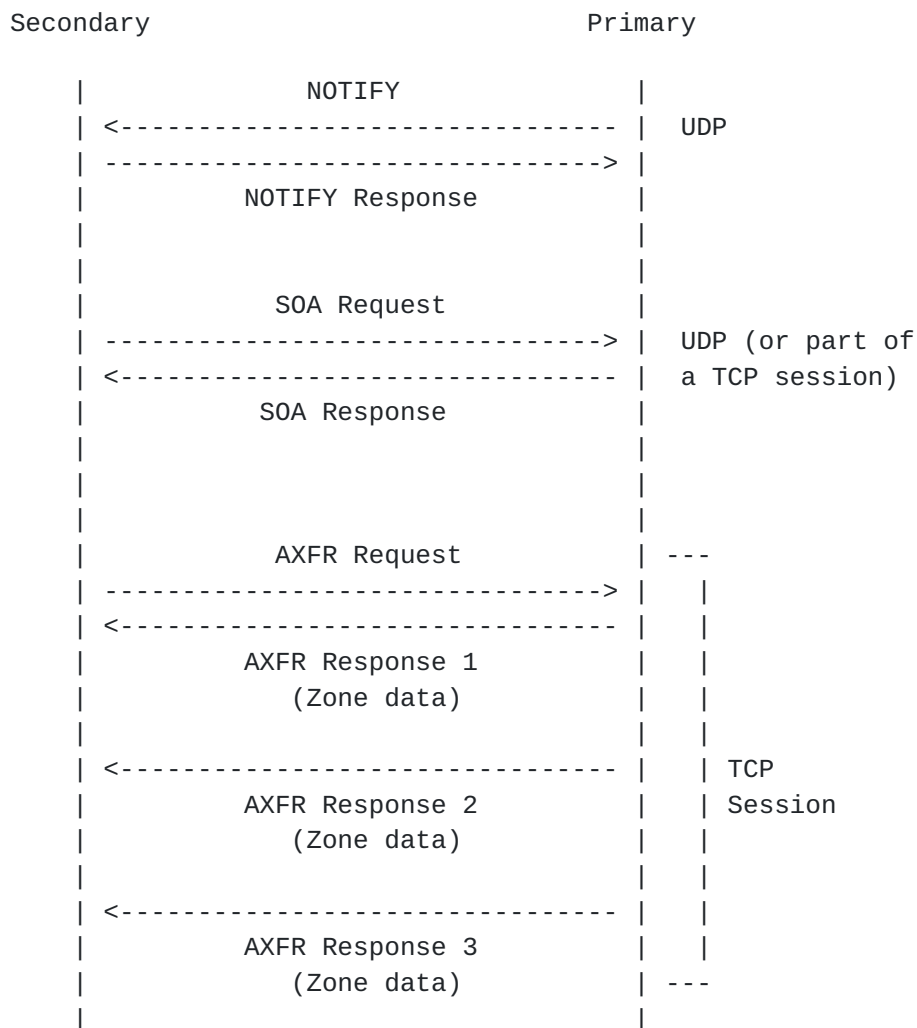 Secondary                            Primary

    |              NOTIFY                |
    | <--------------------------------- |  UDP
    | ---------------------------------> |
    |          NOTIFY Response           |
    |                                    |
    |                                    |
    |            SOA Request             |
    | ---------------------------------> |  UDP (or part of
    | <--------------------------------- |  a TCP session)
    |           SOA Response             |
    |                                    |
    |                                    |
    |                                    |
    |            AXFR Request            | ---
    | ---------------------------------> |   |
    | <--------------------------------- |   |
    |          AXFR Response 1           |   |
    |             (Zone data)            |   |
    |                                    |   |
    | <--------------------------------- |   | TCP
    |          AXFR Response 2           |   | Session
    |             (Zone data)            |   |
    |                                    |   |
    | <--------------------------------- |   |
    |          AXFR Response 3           |   |
    |             (Zone data)            | ---
    |                                    |